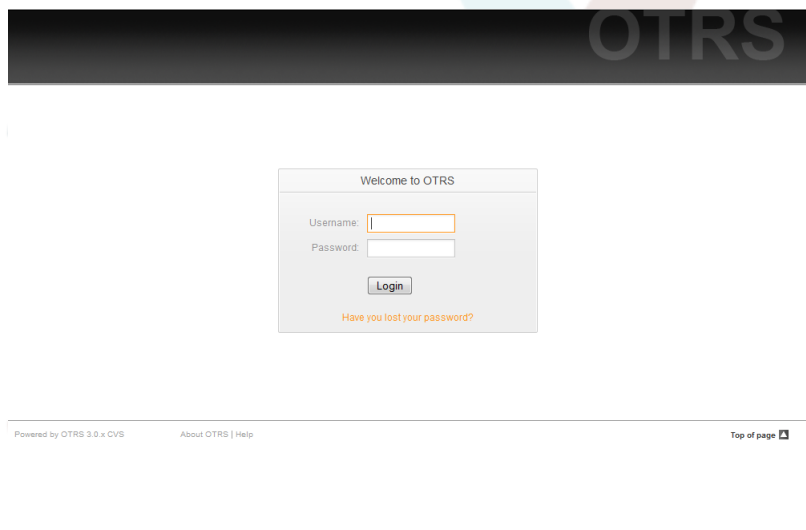 OTRS
Welcome to OTRS
Username:
Password:
Login
Have you lost your password?
Powered by OTRS 3.0.x CVS About OTRS | Help Top of page